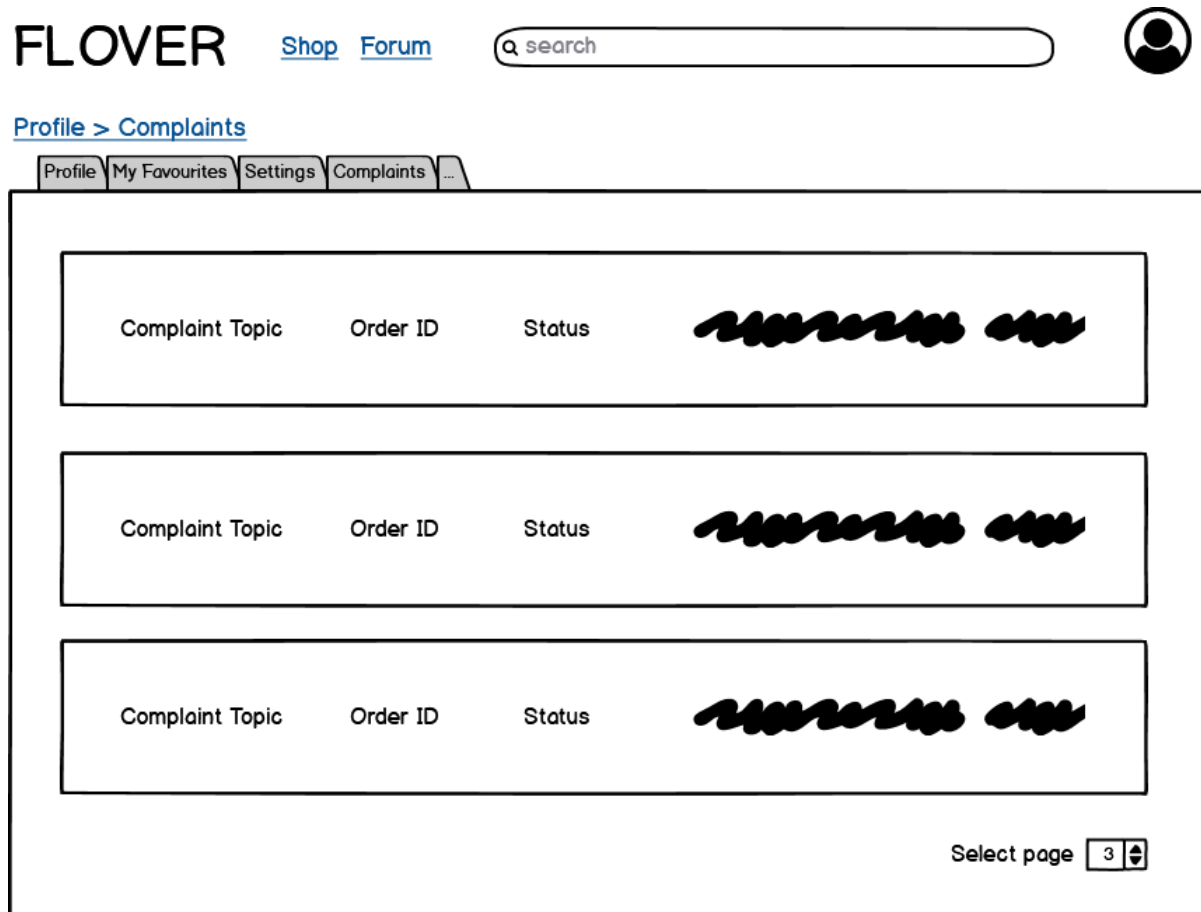 FLOVER Shop Forum search
Profile > Complaints
Profile My Favourites Settings Complaints ...
Complaint Topic Order ID Status
Complaint Topic Order ID Status
Complaint Topic Order ID Status
Select page 3